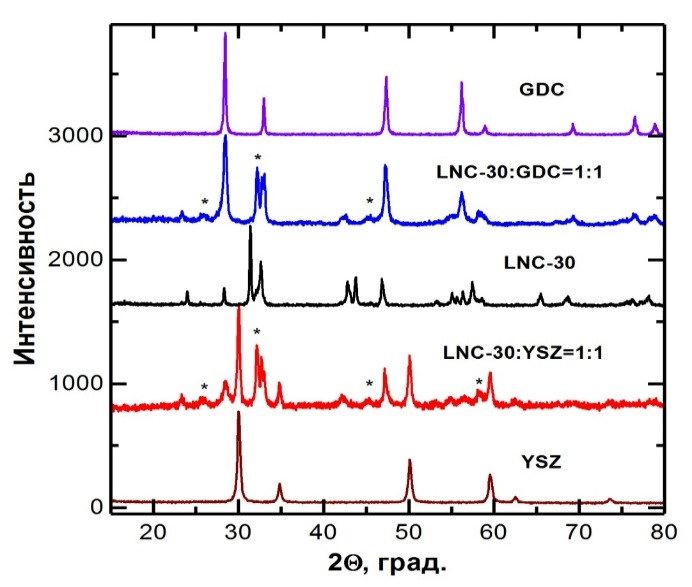 GDC
3000
*
LNC-30:GDC=1:1
*
*
LNC-30
2000
Интенсивность
*
LNC-30:YSZ=1:1
1000
*
*
*
YSZ
0
20 30 40 50 60 70 80
2Θ, град.